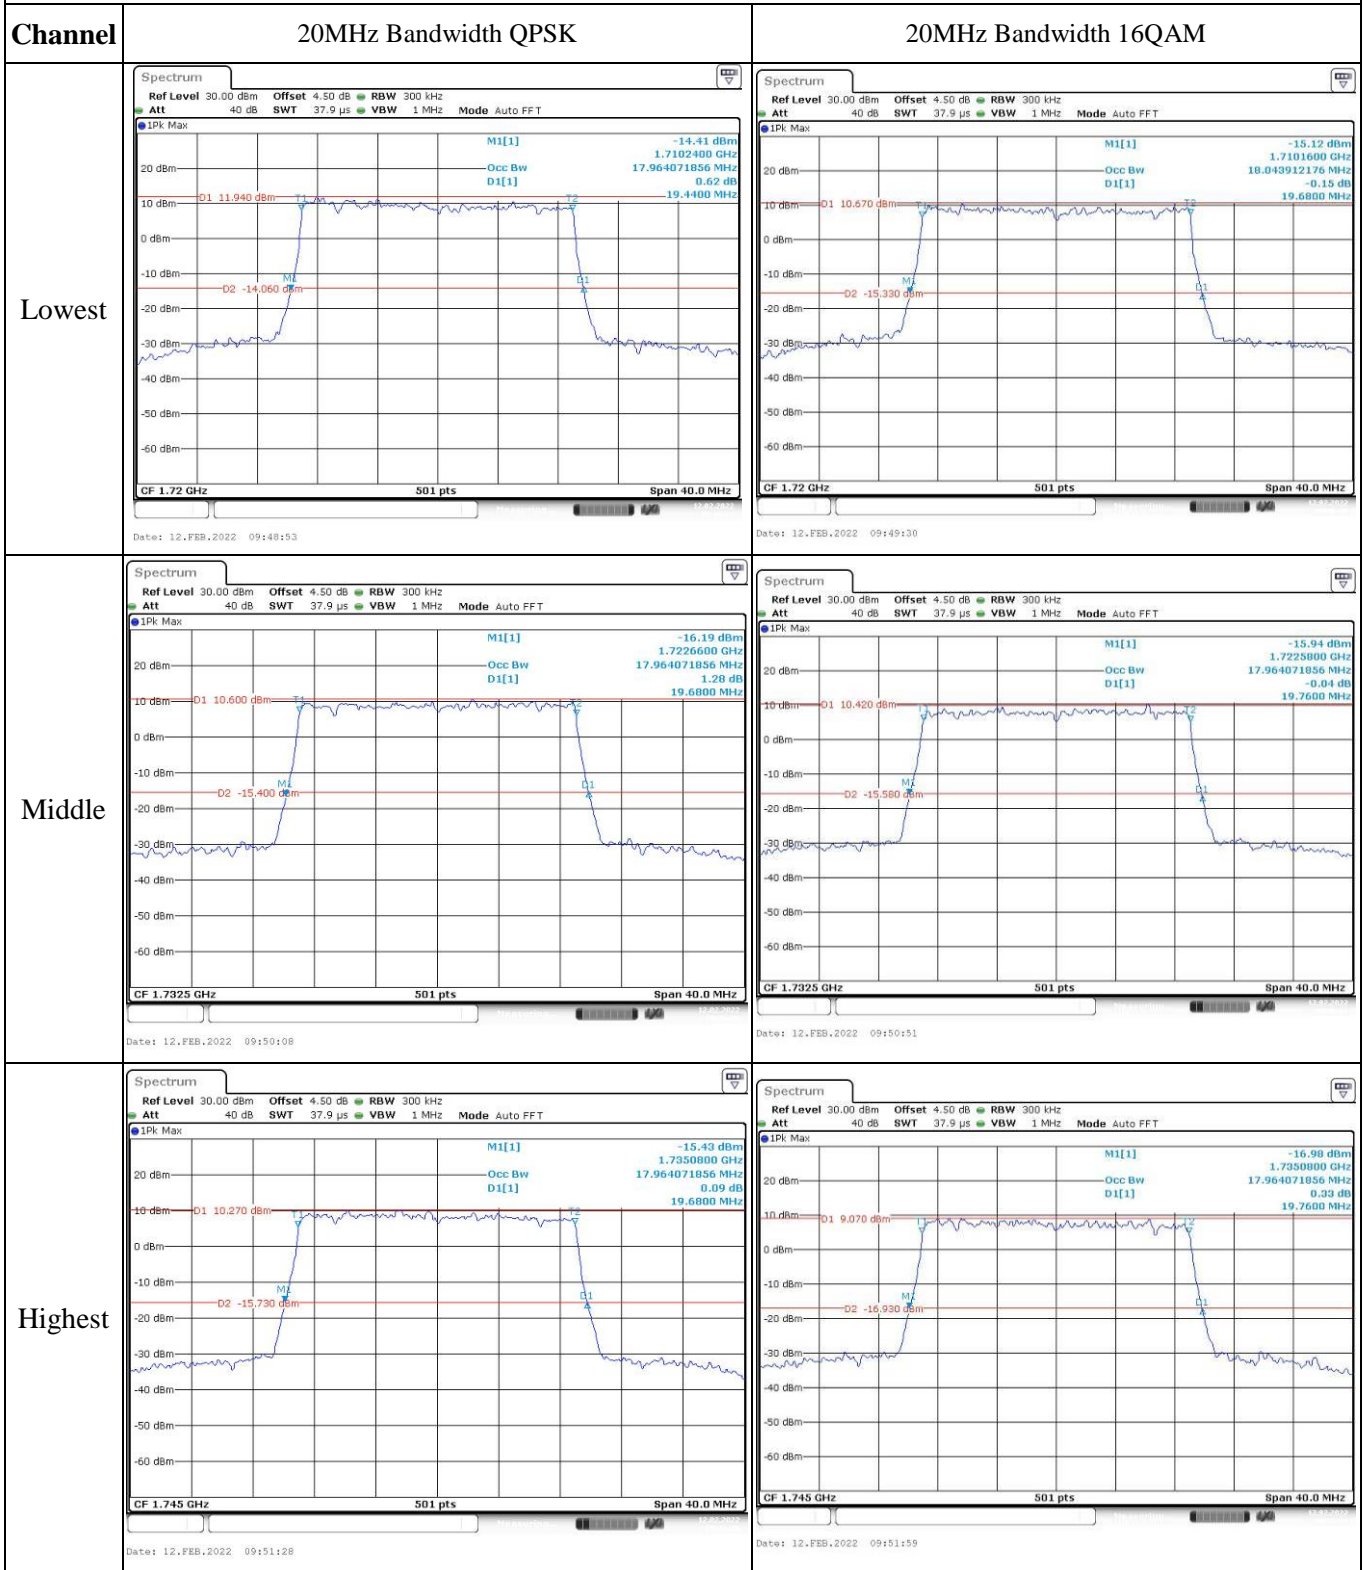 Channel 20MHz Bandwidth QPSK 20MHz Bandwidth 16QAM
Lowest
Spectrum
Ref Level 30.00 dBm Offset 4.50 dB RBW 300 kHz
Att 40 dB SWT 37.9 µs VBW 1 MHz Mode Auto FFT
1Pk Max
M1[1] -14.41 dBm
1.7102400 GHz
Occ Bw 17.964071856 MHz
D1[1] 0.62 dB
19.4400 MHz
20 dBm
D1 11.940 dBm
T1 T2
10 dBm
0 dBm
-10 dBm
M1 D1
D2 -14.060 dBm
-20 dBm
-30 dBm
-40 dBm
-50 dBm
-60 dBm
CF 1.72 GHz 501 pts Span 40.0 MHz
Date: 12.FEB.2022 09:48:53
Spectrum
Ref Level 30.00 dBm Offset 4.50 dB RBW 300 kHz
Att 40 dB SWT 37.9 µs VBW 1 MHz Mode Auto FFT
1Pk Max
M1[1] -15.12 dBm
1.7101600 GHz
Occ Bw 18.043912176 MHz
D1[1] -0.15 dB
19.6800 MHz
20 dBm
10 dBm D1 10.670 dBm
T1 T2
0 dBm
-10 dBm
M1 D1
D2 -15.330 dBm
-20 dBm
-30 dBm
-40 dBm
-50 dBm
-60 dBm
CF 1.72 GHz 501 pts Span 40.0 MHz
Date: 12.FEB.2022 09:49:30
Middle
Spectrum
Ref Level 30.00 dBm Offset 4.50 dB RBW 300 kHz
Att 40 dB SWT 37.9 µs VBW 1 MHz Mode Auto FFT
1Pk Max
M1[1] -16.19 dBm
1.7226600 GHz
Occ Bw 17.964071856 MHz
D1[1] 1.28 dB
19.6800 MHz
20 dBm
10 dBm D1 10.600 dBm
T1 T2
0 dBm
-10 dBm
M1 D1
D2 -15.400 dBm
-20 dBm
-30 dBm
-40 dBm
-50 dBm
-60 dBm
CF 1.7325 GHz 501 pts Span 40.0 MHz
Date: 12.FEB.2022 09:50:08
Spectrum
Ref Level 30.00 dBm Offset 4.50 dB RBW 300 kHz
Att 40 dB SWT 37.9 µs VBW 1 MHz Mode Auto FFT
1Pk Max
M1[1] -15.94 dBm
1.7225800 GHz
Occ Bw 17.964071856 MHz
D1[1] -0.04 dB
19.7600 MHz
20 dBm
10 dBm D1 10.420 dBm
T1 T2
0 dBm
-10 dBm
M1 D1
D2 -15.580 dBm
-20 dBm
-30 dBm
-40 dBm
-50 dBm
-60 dBm
CF 1.7325 GHz 501 pts Span 40.0 MHz
Date: 12.FEB.2022 09:50:51
Highest
Spectrum
Ref Level 30.00 dBm Offset 4.50 dB RBW 300 kHz
Att 40 dB SWT 37.9 µs VBW 1 MHz Mode Auto FFT
1Pk Max
M1[1] -15.43 dBm
1.7350800 GHz
Occ Bw 17.964071856 MHz
D1[1] 0.09 dB
19.6800 MHz
20 dBm
10 dBm D1 10.270 dBm
T1 T2
0 dBm
-10 dBm
M1 D1
D2 -15.730 dBm
-20 dBm
-30 dBm
-40 dBm
-50 dBm
-60 dBm
CF 1.745 GHz 501 pts Span 40.0 MHz
Date: 12.FEB.2022 09:51:28
Spectrum
Ref Level 30.00 dBm Offset 4.50 dB RBW 300 kHz
Att 40 dB SWT 37.9 µs VBW 1 MHz Mode Auto FFT
1Pk Max
M1[1] -16.98 dBm
1.7350800 GHz
Occ Bw 17.964071856 MHz
D1[1] 0.33 dB
19.7600 MHz
20 dBm
10 dBm D1 9.070 dBm
T1 T2
0 dBm
-10 dBm
M1 D1
D2 -16.930 dBm
-20 dBm
-30 dBm
-40 dBm
-50 dBm
-60 dBm
CF 1.745 GHz 501 pts Span 40.0 MHz
Date: 12.FEB.2022 09:51:59